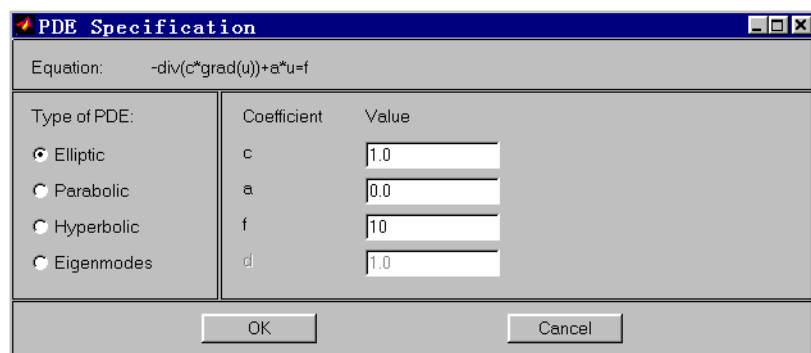 PDE Specification
Equation: -div(c*grad(u))+a*u=f
Type of PDE:
Elliptic
Parabolic
Hyperbolic
Eigenmodes
Coefficient Value
c 1.0
a 0.0
f 10
d 1.0
OK Cancel